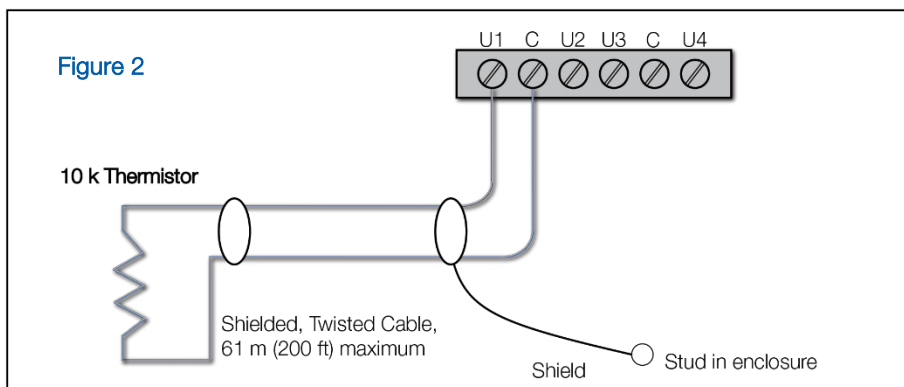 U1 C U2 U3 C U4
Figure 2
10 k Thermistor
Shielded, Twisted Cable,
61 m (200 ft) maximum
Shield
Stud in enclosure